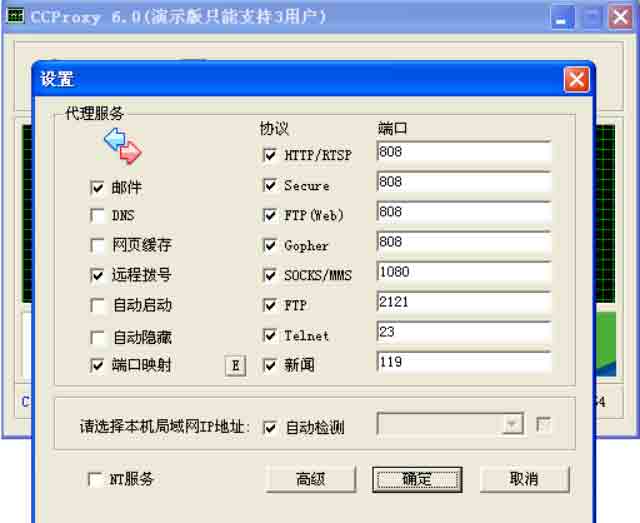 CCProxy 6.0(演示版只能支持3用户)
设置
代理服务
协议 端口
HTTP/RTSP 808
邮件 Secure 808
DNS FTP(Web) 808
网页缓存 Gopher 808
远程拨号 SOCKS/MMS 1080
自动启动 FTP 2121
自动隐藏 Telnet 23
端口映射 E 新闻 119
请选择本机局域网IP地址: 自动检测
NT服务 高级 确定 取消